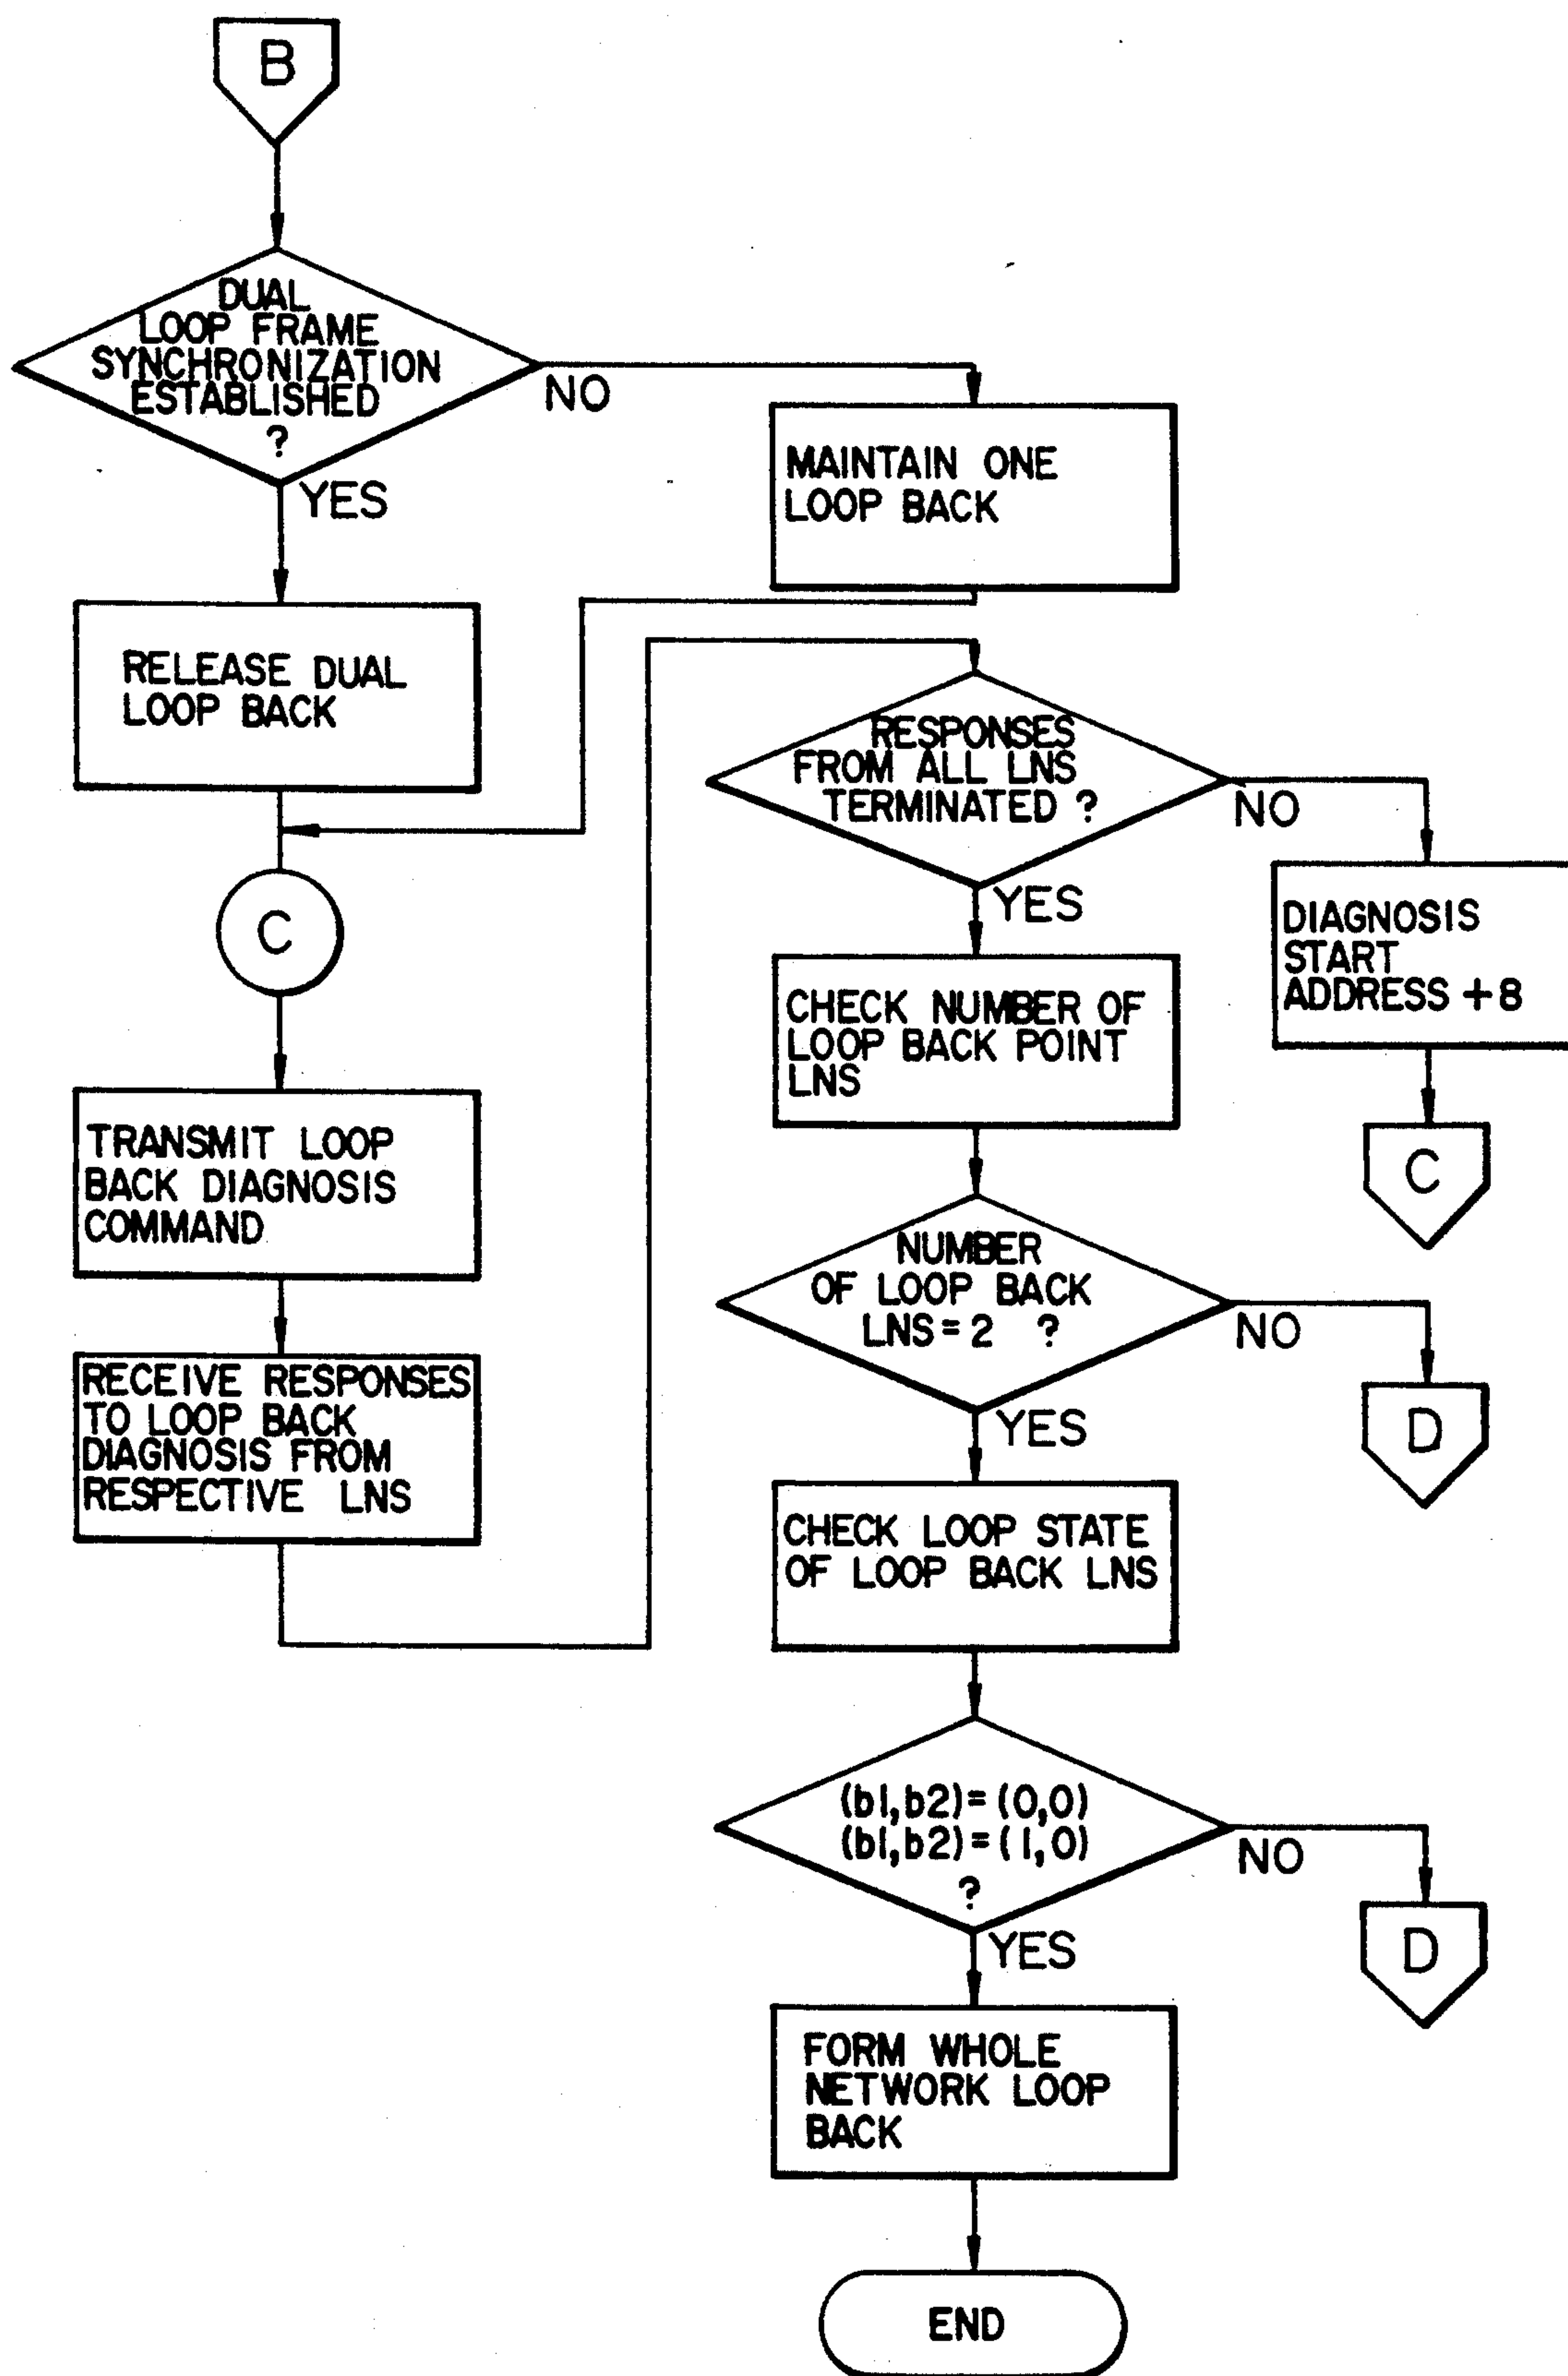 B
DUAL
LOOP FRAME
SYNCHRONIZATION
ESTABLISHED
?
NO
YES
MAINTAIN ONE
LOOP BACK
RELEASE DUAL
LOOP BACK
C
TRANSMIT LOOP
BACK DIAGNOSIS
COMMAND
RECEIVE RESPONSES
TO LOOP BACK
DIAGNOSIS FROM
RESPECTIVE LNS
RESPONSES
FROM ALL LNS
TERMINATED ?
NO
YES
DIAGNOSIS
START
ADDRESS +8
C
CHECK NUMBER OF
LOOP BACK POINT
LNS
NUMBER
OF LOOP BACK
LNS=2 ?
NO
YES
D
CHECK LOOP STATE
OF LOOP BACK LNS
(b1,b2)=(0,0)
(b1,b2)=(1,0)
?
NO
YES
D
FORM WHOLE
NETWORK LOOP
BACK
END